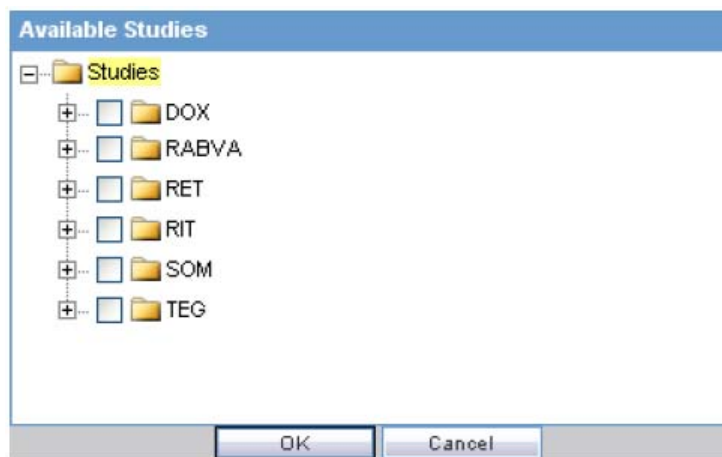 Available Studies
Studies
DOX
RABVA
RET
RIT
SOM
TEG
OK Cancel